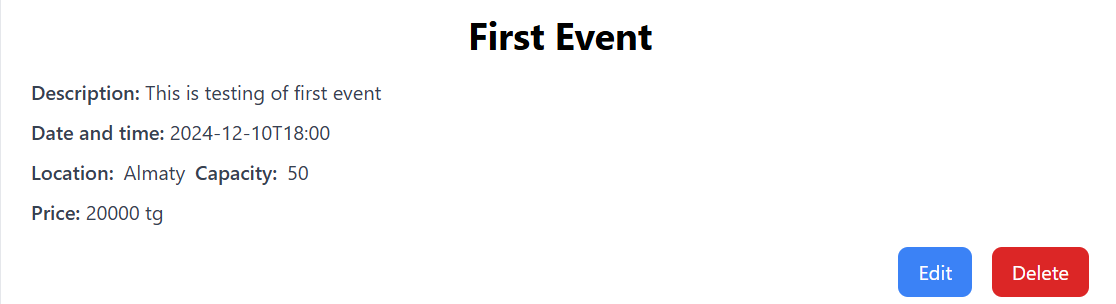 First Event
Description: This is testing of first event
Date and time: 2024-12-10T18:00
Location: Almaty Capacity: 50
Price: 20000 tg
Edit Delete